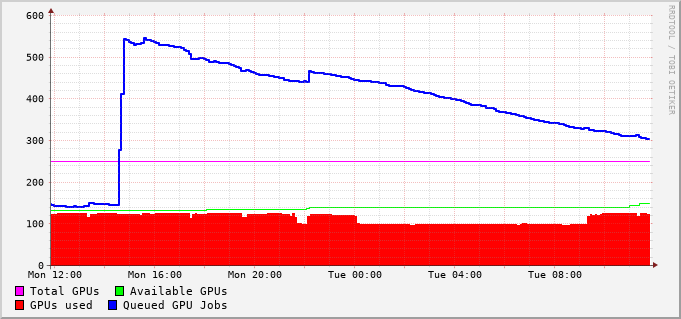 RRDTOOL / TOBI OETIKER
600
500
400
300
200
100
0
Mon 12:00 Mon 16:00 Mon 20:00 Tue 00:00 Tue 04:00 Tue 08:00
Total GPUs Available GPUs
GPUs used Queued GPU Jobs